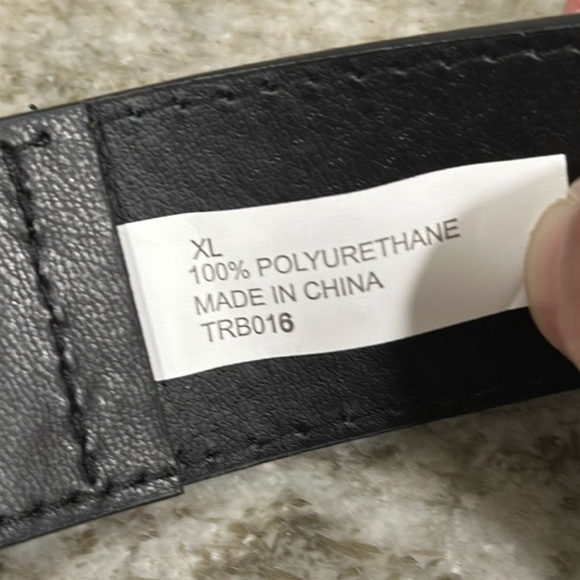 XL
100% POLYURETHANE
MADE IN CHINA
TRB016